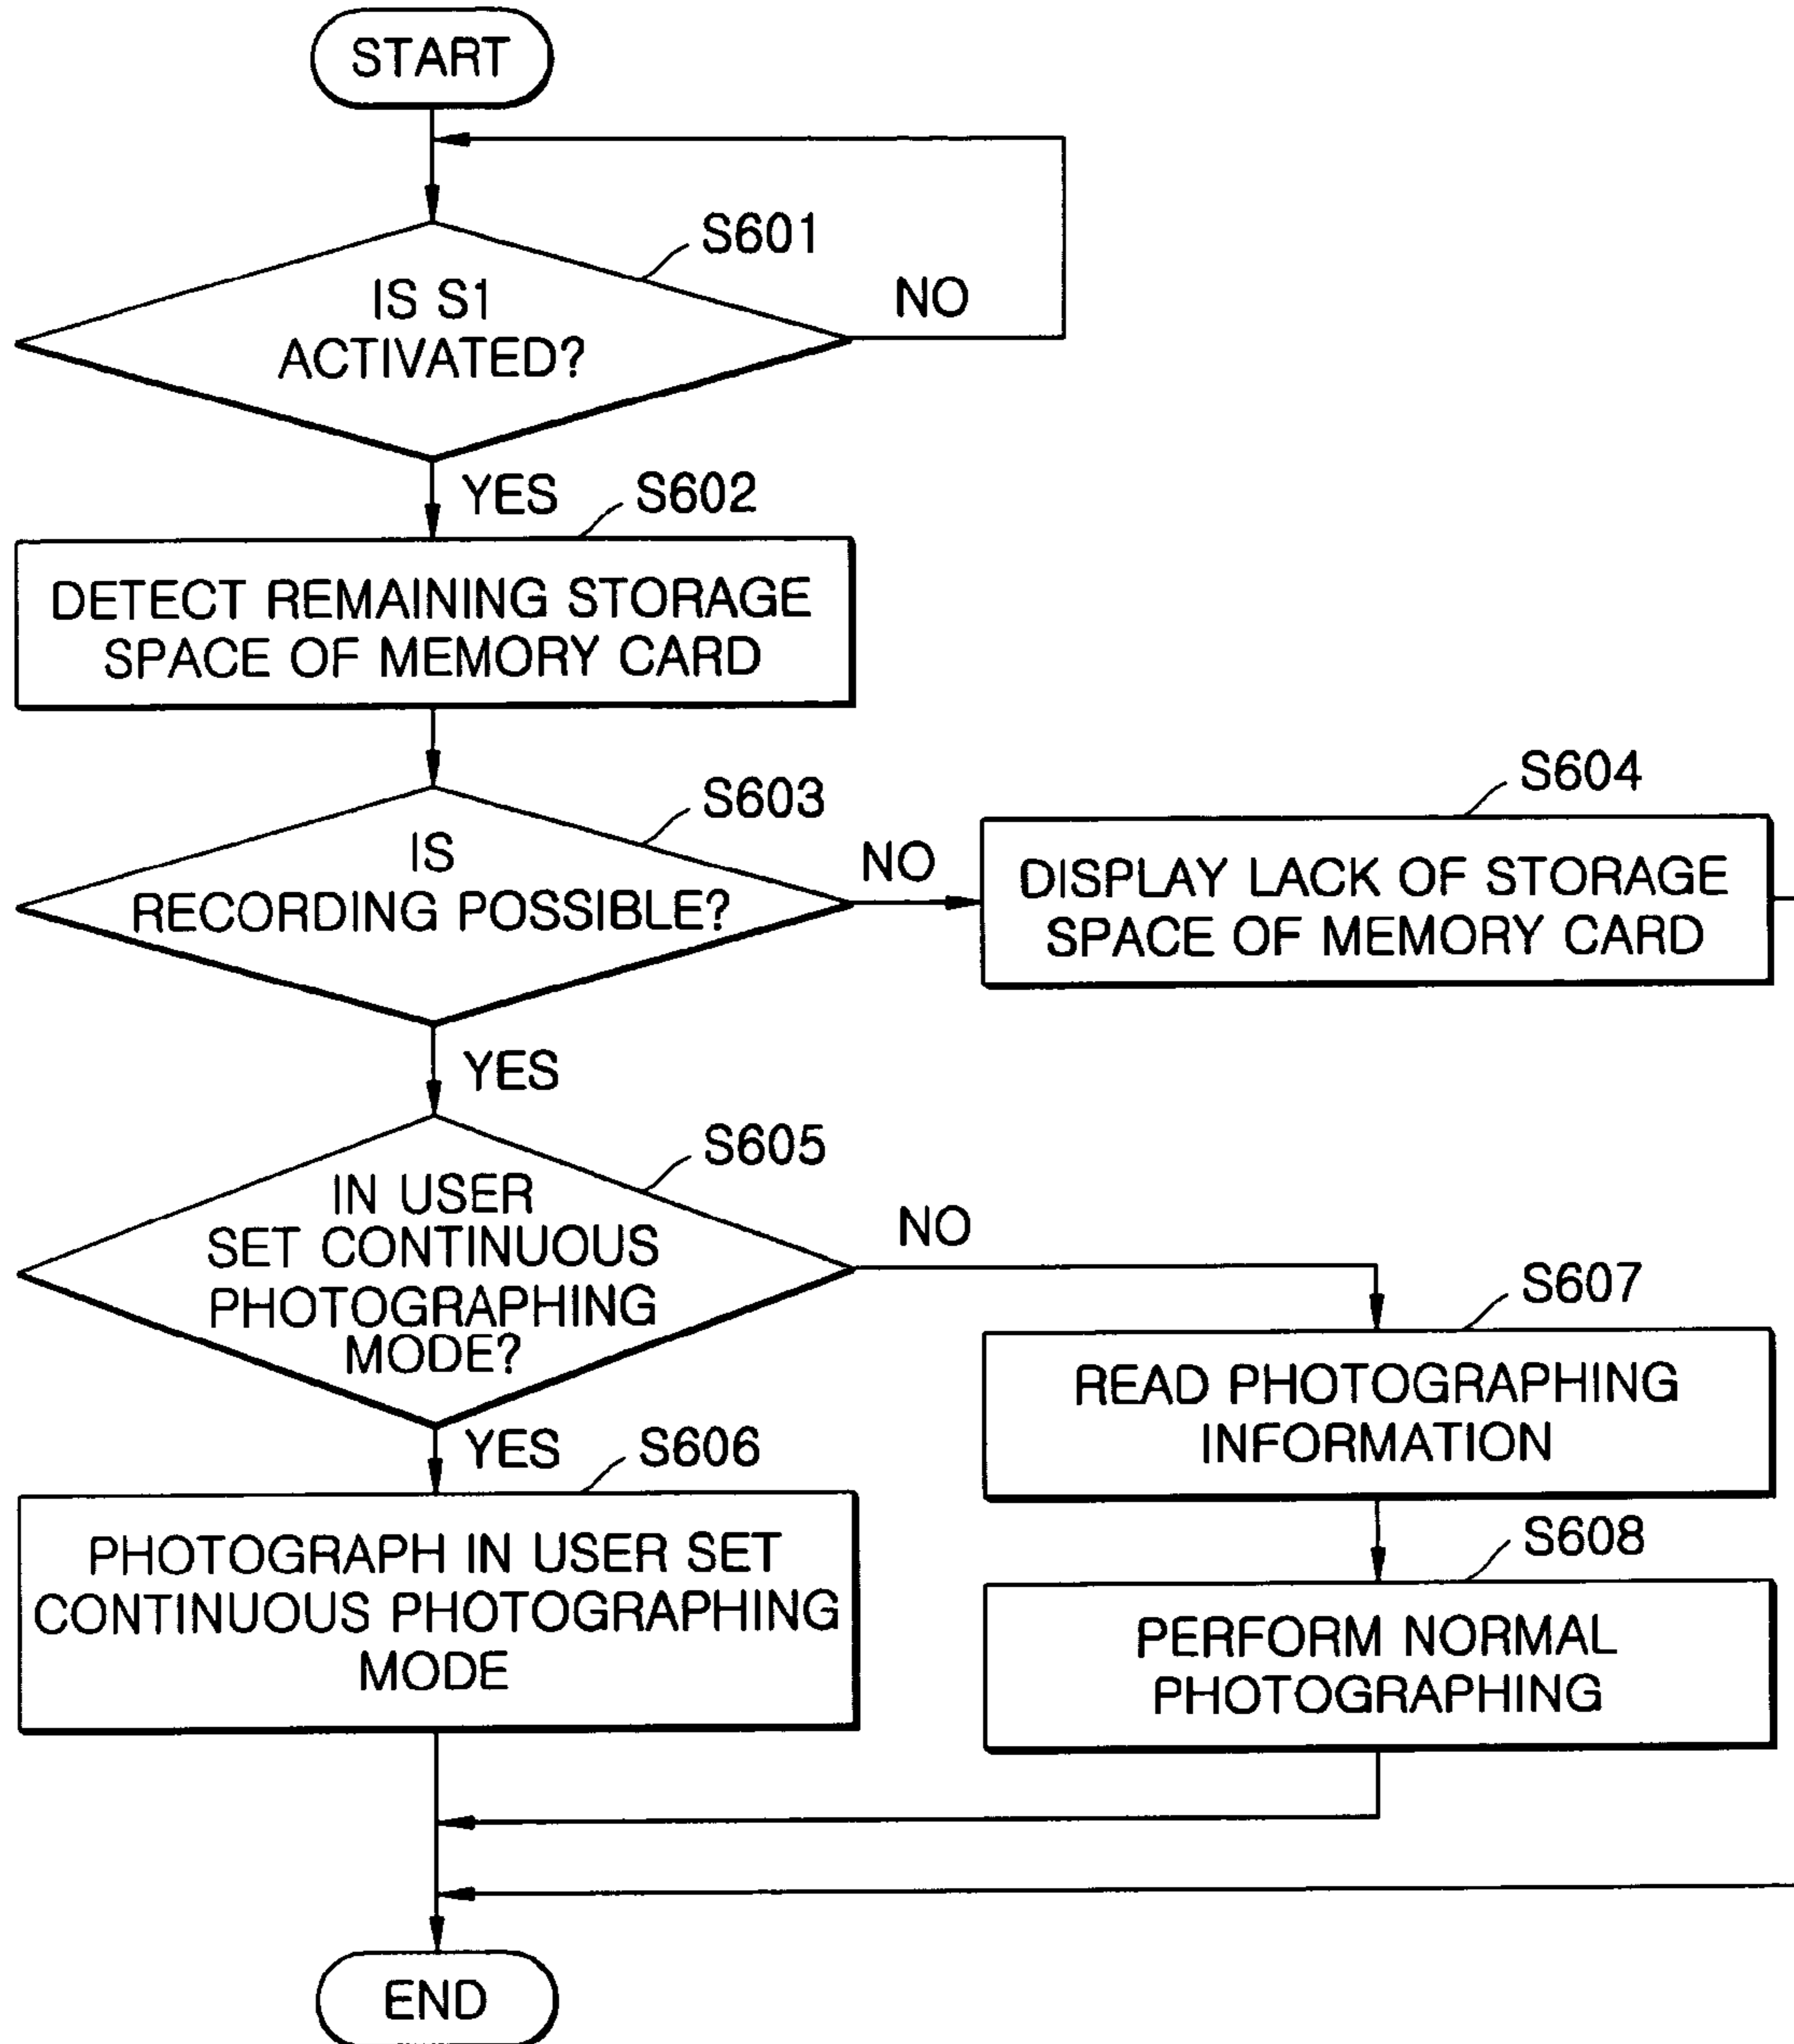 START
S601
IS S1
ACTIVATED?
NO
YES
S602
DETECT REMAINING STORAGE
SPACE OF MEMORY CARD
S603
IS
RECORDING POSSIBLE?
NO
S604
DISPLAY LACK OF STORAGE
SPACE OF MEMORY CARD
YES
S605
IN USER
SET CONTINUOUS
PHOTOGRAPHING
MODE?
NO
YES
S606
PHOTOGRAPH IN USER SET
CONTINUOUS PHOTOGRAPHING
MODE
S607
READ PHOTOGRAPHING
INFORMATION
S608
PERFORM NORMAL
PHOTOGRAPHING
END